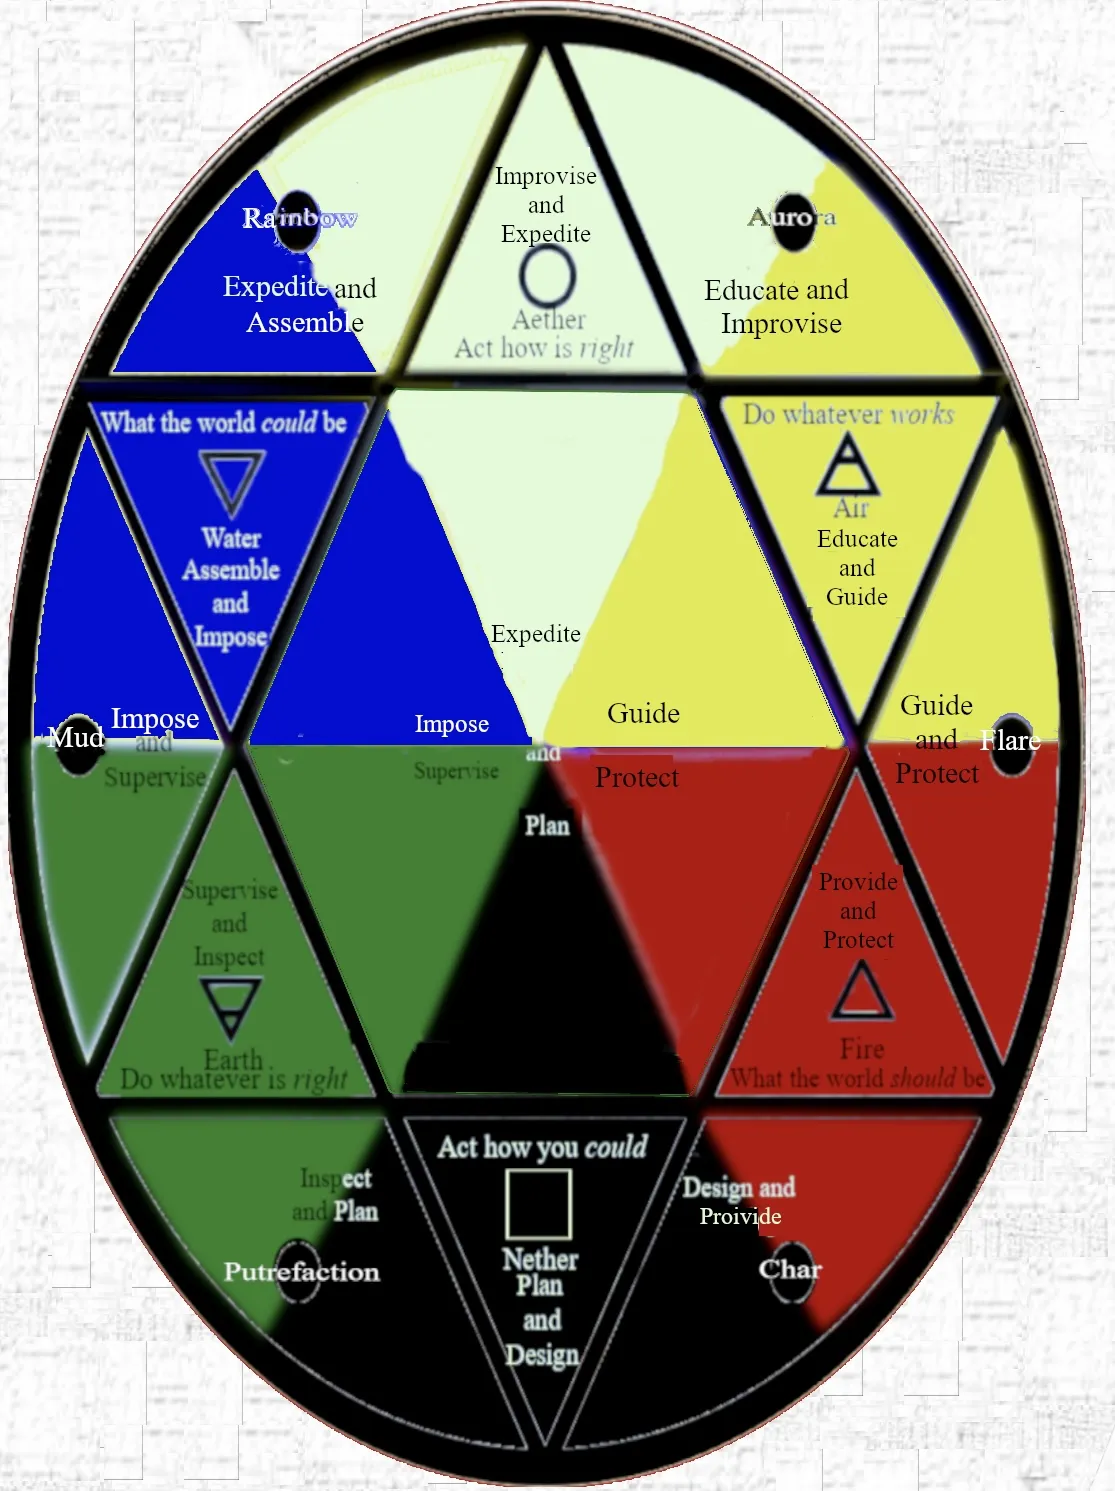 Improvise
and
Expedite
Aether
Act how is right
Rainbow
Expedite and
Assemble
Aurora
Educate and
Improvise
What the world could be
Water
Assemble
and
Impose
Do whatever works
Air
Educate
and
Guide
Expedite
Impose
Guide
and
Supervise
Protect
Plan
Mud
Impose
and
Supervise
Guide
and
Protect
Flare
Supervise
and
Inspect
Earth
Do whatever is right
Provide
and
Protect
Fire
What the world should be
Inspect
and Plan
Putrefaction
Act how you could
Nether
Plan
and
Design
Design and
Proivide
Char